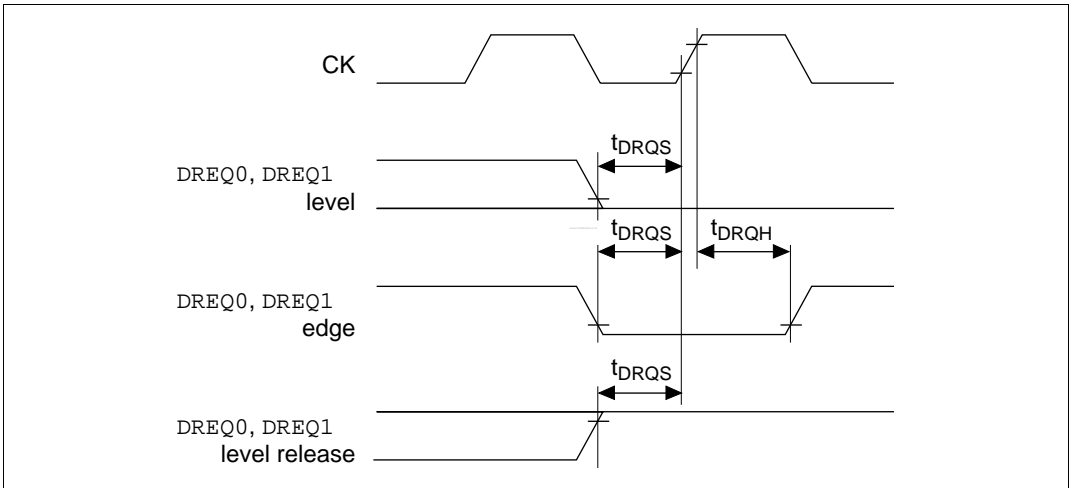 CK
tDRQS
DREQ0, DREQ1
level
tDRQS
tDRQH
DREQ0, DREQ1
edge
tDRQS
DREQ0, DREQ1
level release